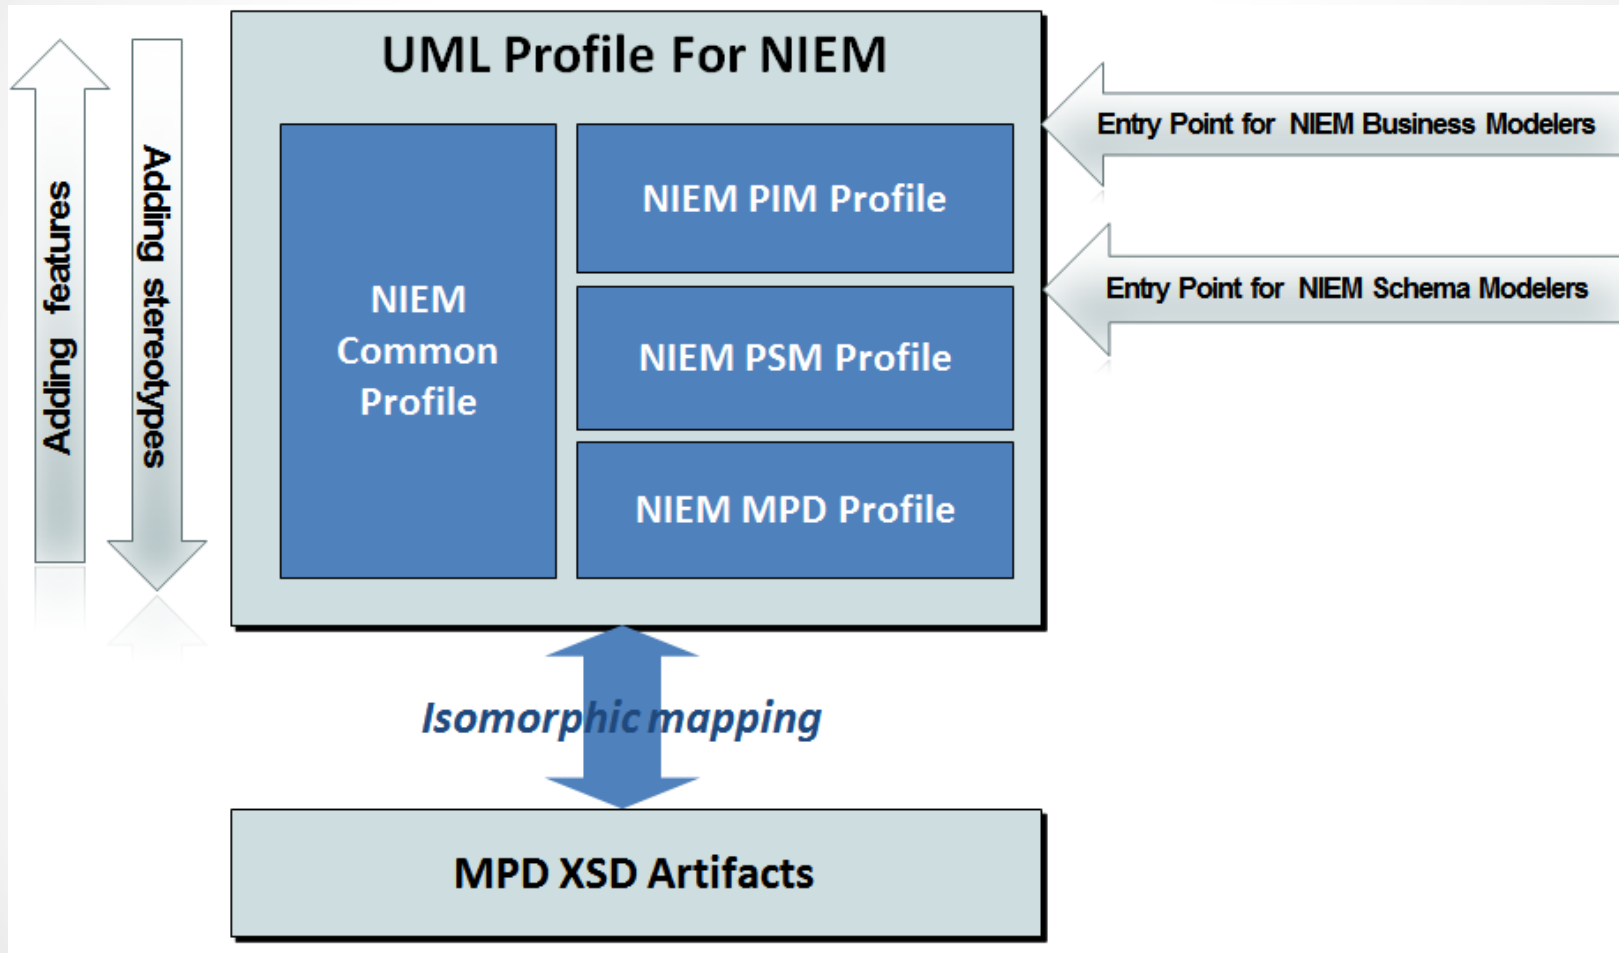 UML Profile For NIEM
Adding features
Adding stereotypes
NIEM
Common
Profile
NIEM PIM Profile
NIEM PSM Profile
NIEM MPD Profile
Entry Point for NIEM Business Modelers
Entry Point for NIEM Schema Modelers
Isomorphic mapping
MPD XSD Artifacts